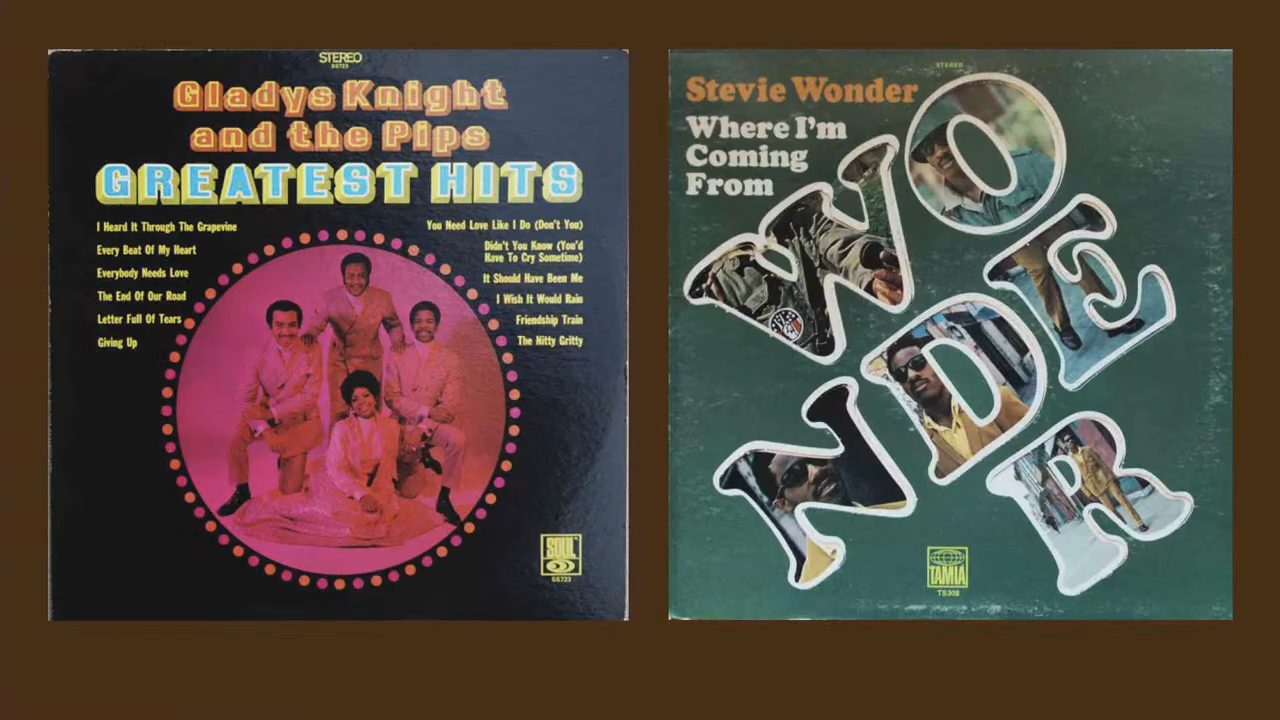 STEREO
SS723
Gladys Knight
and the Pips
GREATEST HITS
I Heard It Through The Grapevine
Every Beat Of My Heart
Everybody Needs Love
The End Of Our Road
Letter Full Of Tears
Giving Up
You Need Love Like I Do (Don't You)
Didn't You Know (You'd
Have To Cry Sometime)
It Should Have Been Me
I Wish It Would Rain
Friendship Train
The Nitty Gritty
SOUL
SS723
STEREO
Stevie Wonder
Where I'm
Coming
From
WONDER
TAMLA
TS308